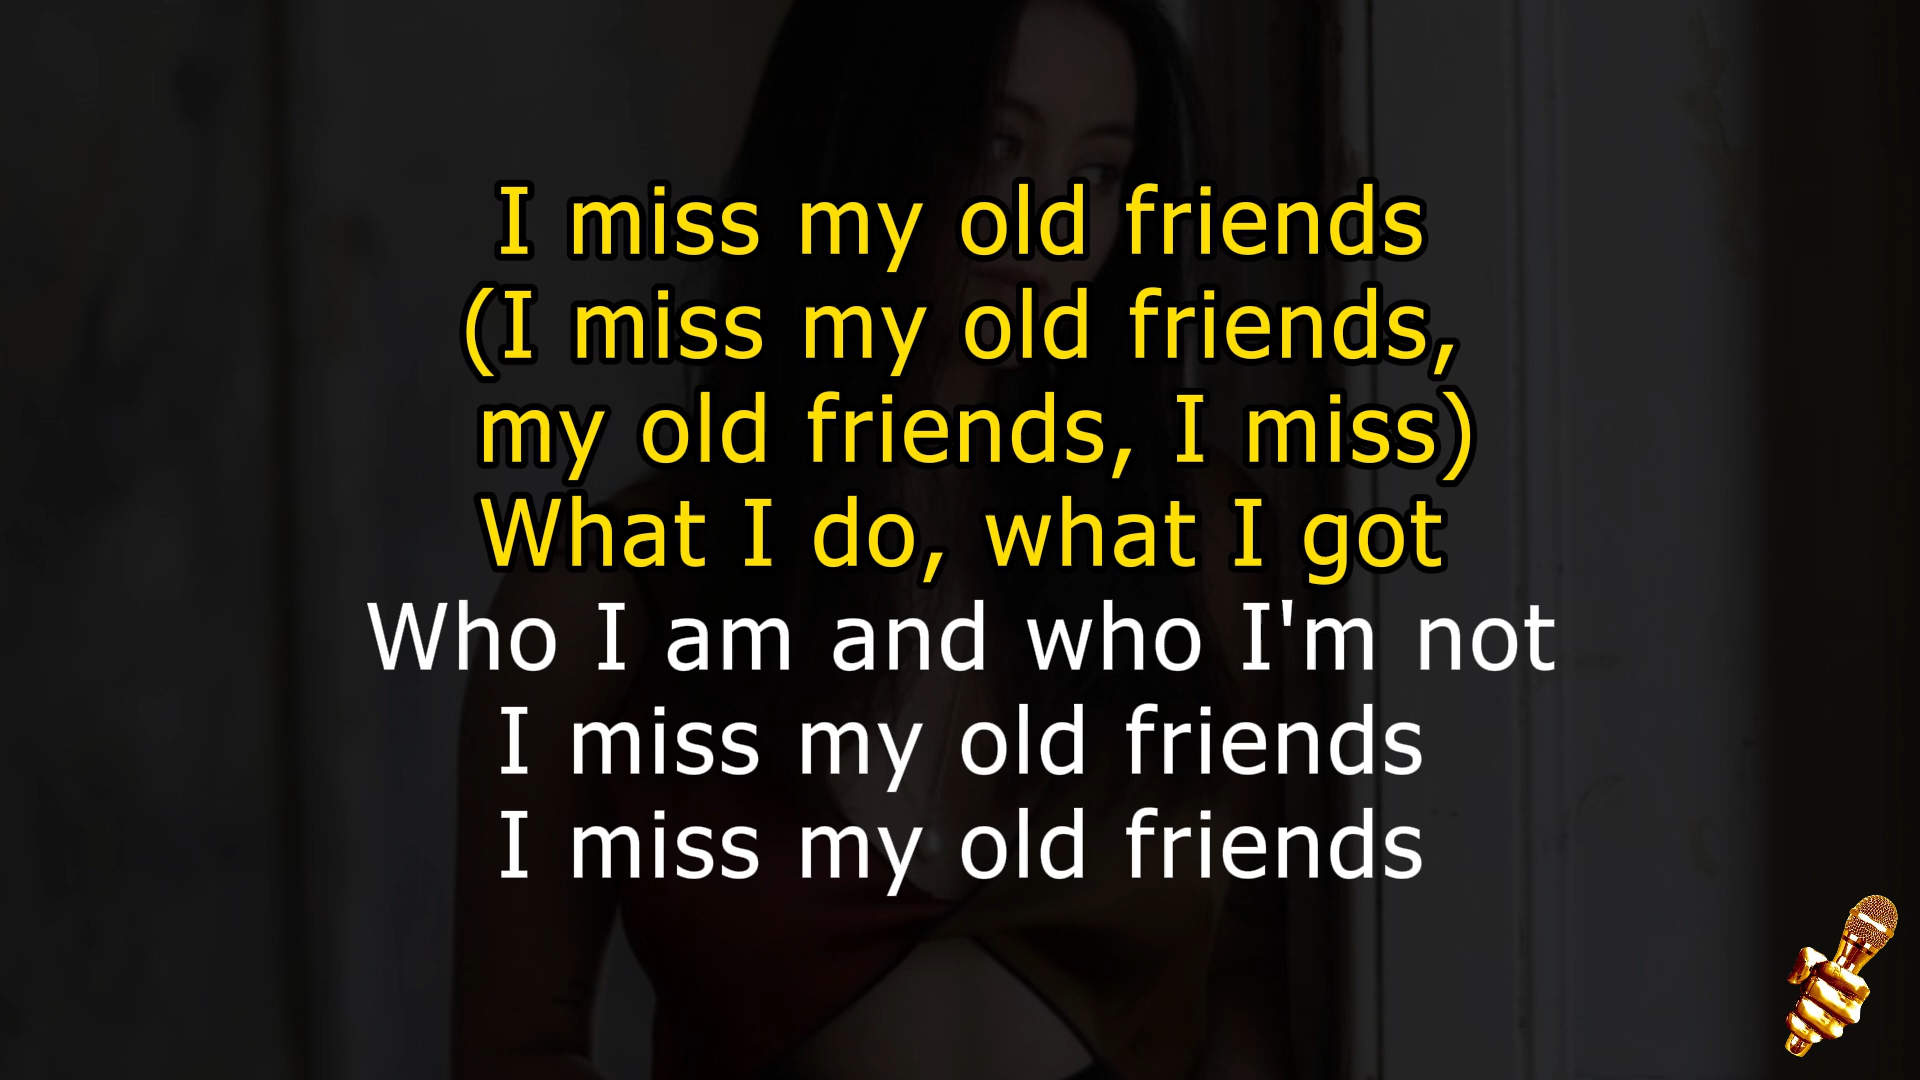 I miss my old friends
(I miss my old friends,
my old friends, I miss)
What I do, what I got
Who I am and who I'm not
I miss my old friends
I miss my old friends